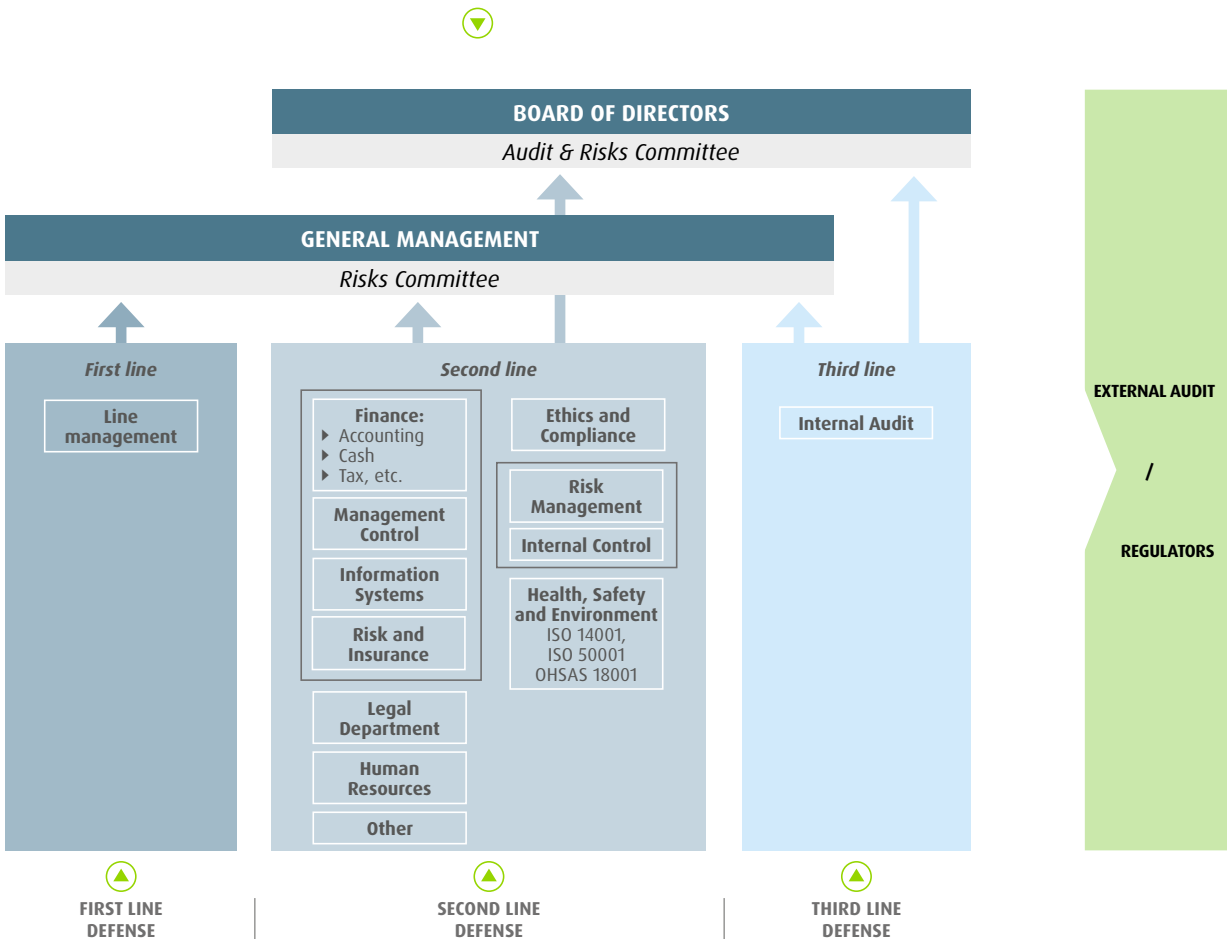 BOARD OF DIRECTORS
Audit & Risks Committee
GENERAL MANAGEMENT
Risks Committee
First line
Line
management
Second line
Finance:
Accounting
Cash
Tax, etc.
Management
Control
Information
Systems
Risk and
Insurance
Legal
Department
Human
Resources
Other
Ethics and
Compliance
Risk
Management
Internal Control
Health, Safety
and Environment
ISO 14001,
ISO 50001
OHSAS 18001
Third line
Internal Audit
EXTERNAL AUDIT
/
REGULATORS
FIRST LINE
DEFENSE
SECOND LINE
DEFENSE
THIRD LINE
DEFENSE